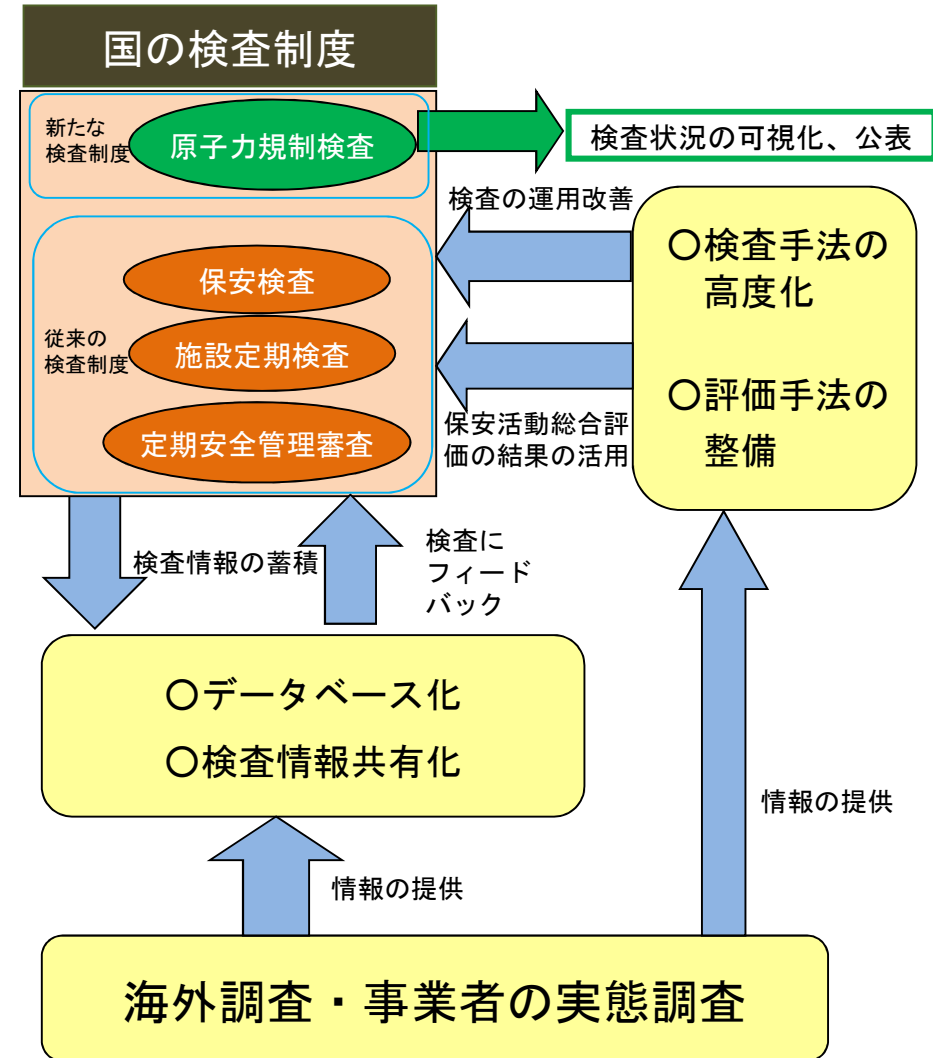 国の検査制度
新たな
検査制度
原子力規制検査
検査状況の可視化、公表
検査の運用改善
〇検査手法の
高度化
〇評価手法の
整備
保安検査
従来の
検査制度
施設定期検査
定期安全管理審査
保安活動総合評
価の結果の活用
検査情報の蓄積
検査に
フィード
バック
〇データベース化
〇検査情報共有化
情報の提供
情報の提供
海外調査・事業者の実態調査